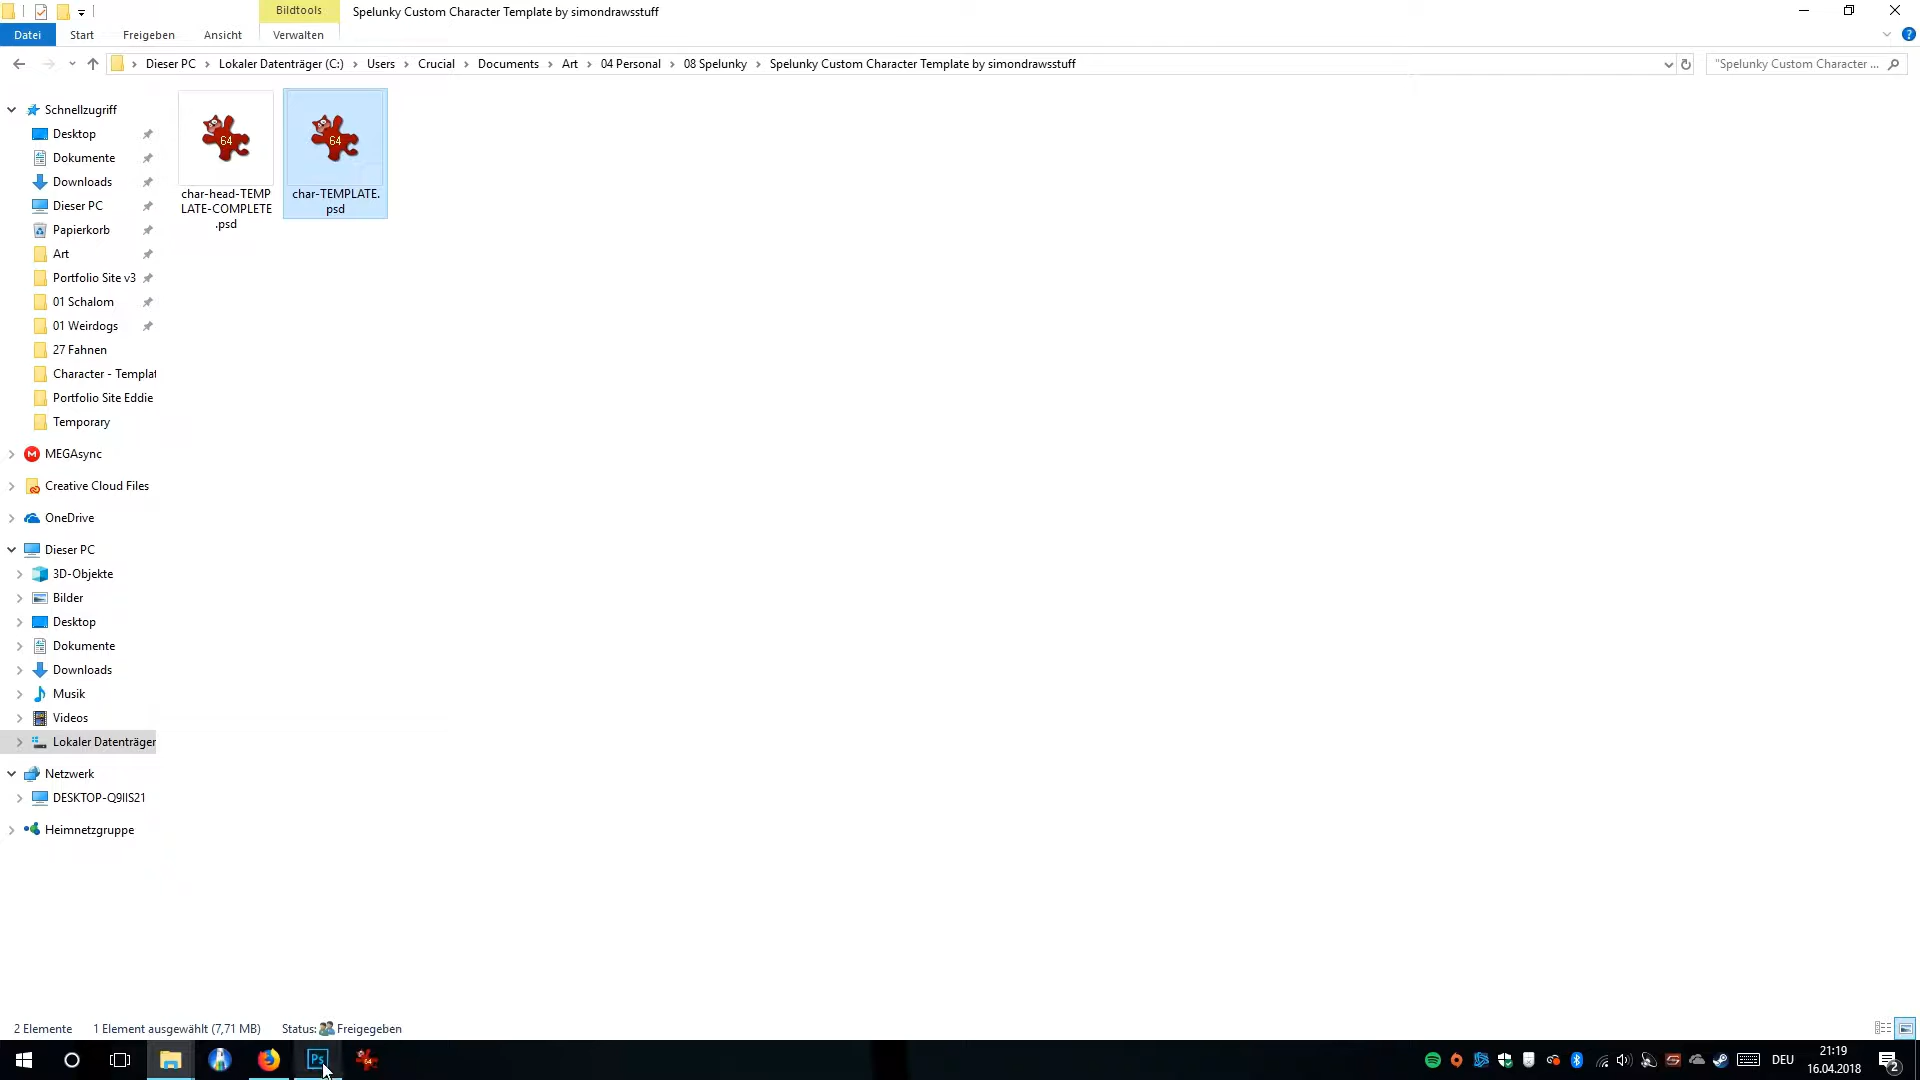 Bildtools
Spelunky Custom Character Template by simondrawsstuff
Datei
Start
Freigeben
Ansicht
Verwalten
Dieser PC
Lokaler Datenträger (C:)
Users
Crucial
Documents
Art
04 Personal
08 Spelunky
Spelunky Custom Character Template by simondrawsstuff
"Spelunky Custom Character ...
Schnellzugriff
Desktop
Dokumente
Downloads
Dieser PC
Papierkorb
Art
Portfolio Site v3
01 Schalom
01 Weirdogs
27 Fahnen
Character - Templat
Portfolio Site Eddie
Temporary
MEGAsync
Creative Cloud Files
OneDrive
Dieser PC
3D-Objekte
Bilder
Desktop
Dokumente
Downloads
Musik
Videos
Lokaler Datenträger
Netzwerk
DESKTOP-Q9IIS21
Heimnetzgruppe
64
char-head-TEMP
LATE-COMPLETE
.psd
64
char-TEMPLATE.
psd
2 Elemente
1 Element ausgewählt (7,71 MB)
Status:
Freigegeben
Ps
64
DEU
21:19
16.04.2018
2